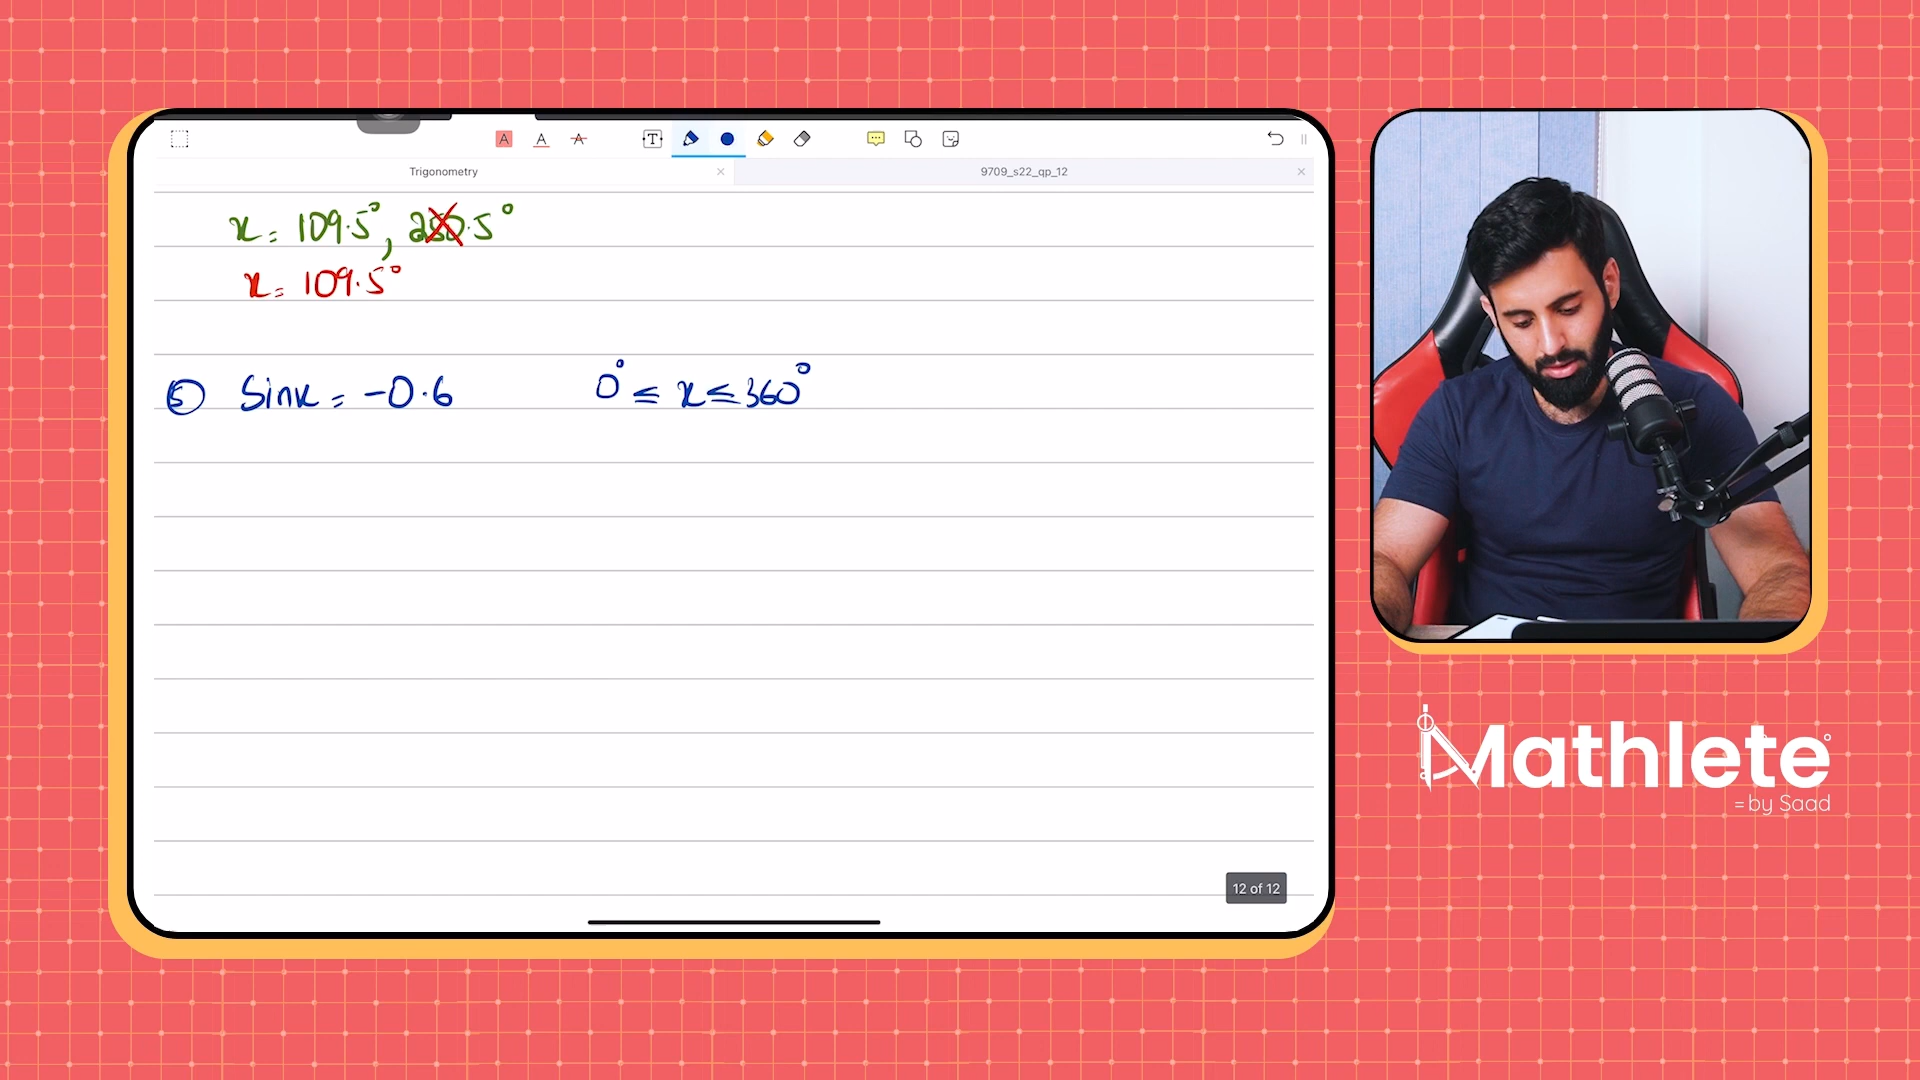 A A A T
Trigonometry × 9709_s22_qp_12 ×
x = 109.5°, 250.5°
x = 109.5°
⑤ Sinx = -0.6 0° ≤ x ≤ 360°
12 of 12
Mathlete
= by Saad